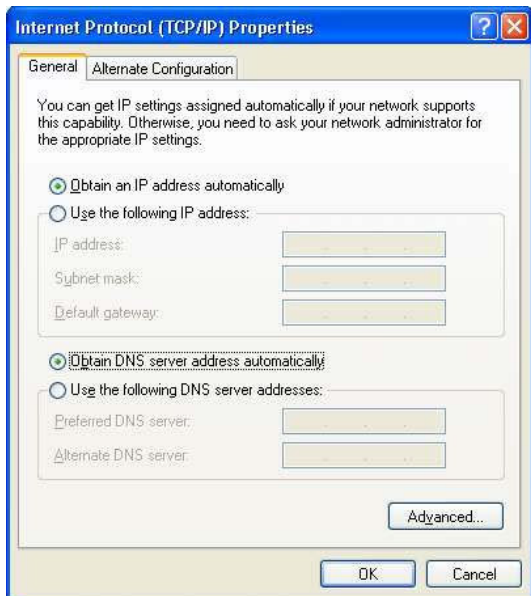 Internet Protocol (TCP/IP) Properties
General
Alternate Configuration
You can get IP settings assigned automatically if your network supports
this capability. Otherwise, you need to ask your network administrator for
the appropriate IP settings.
Obtain an IP address automatically
Use the following IP address:
IP address:
Subnet mask:
Default gateway:
Obtain DNS server address automatically
Use the following DNS server addresses:
Preferred DNS server:
Alternate DNS server:
Advanced...
OK
Cancel